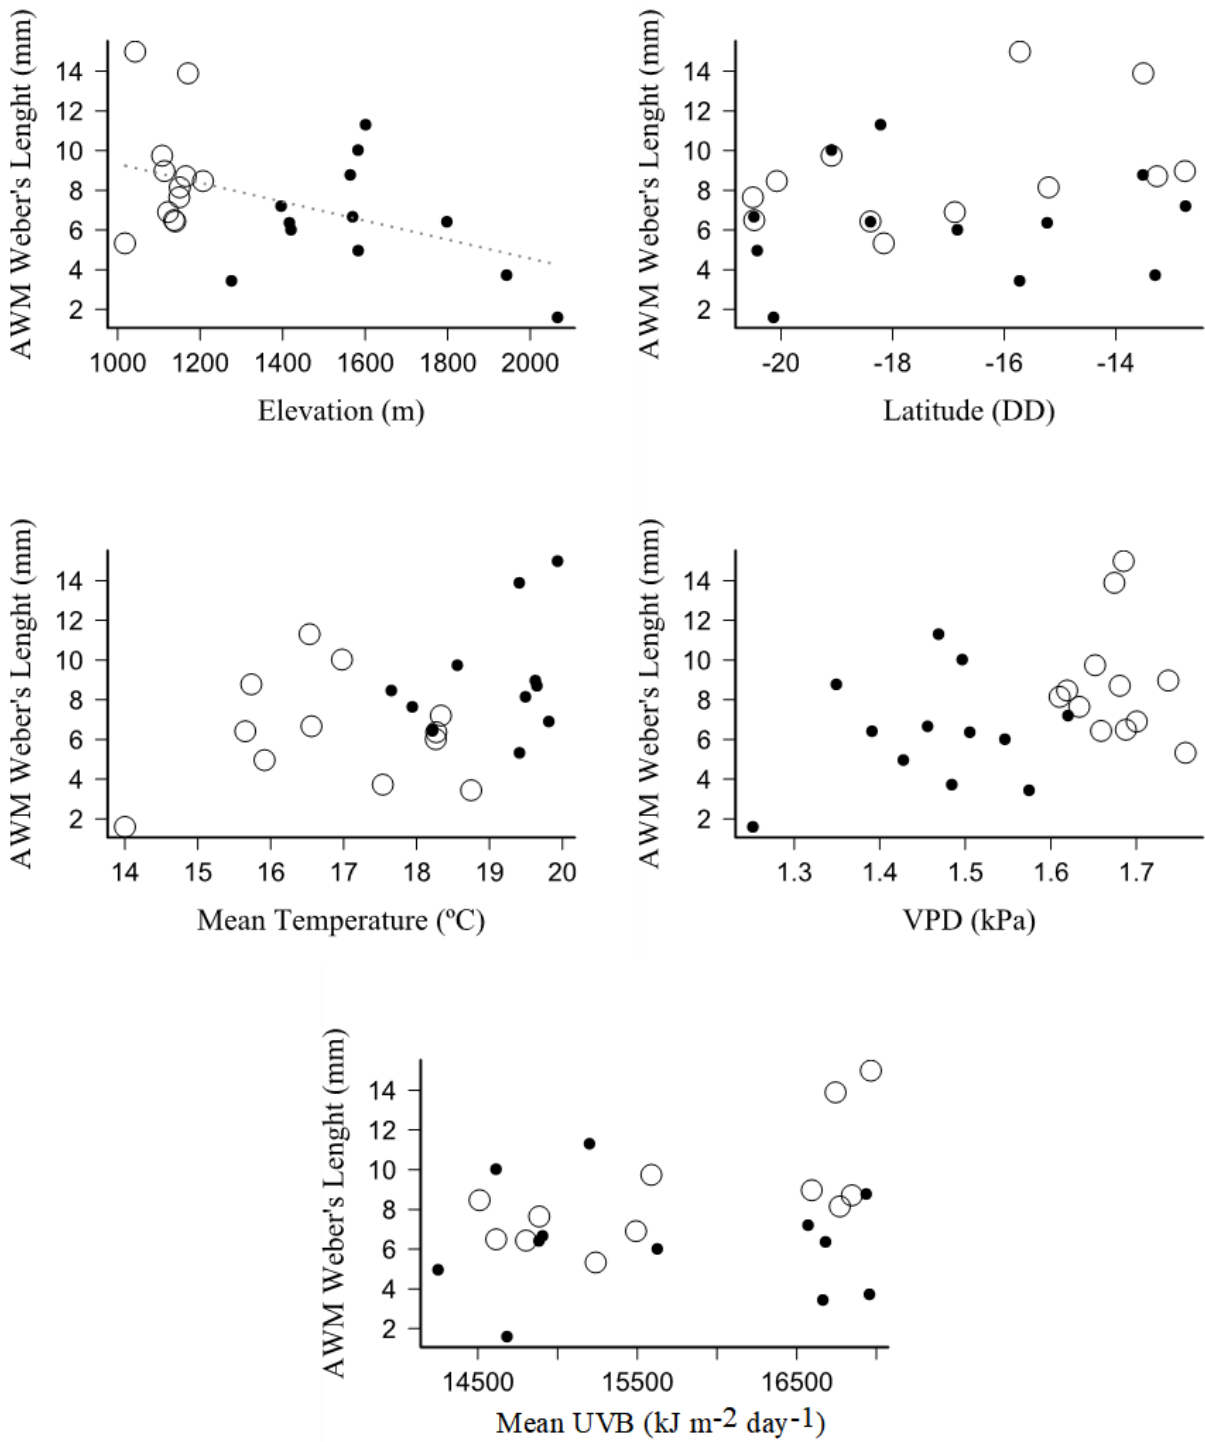 AWM Weber's Lenght (mm)
14
12
10
8
6
4
2
1000 1200 1400 1600 1800 2000
Elevation (m)
AWM Weber's Lenght (mm)
14
12
10
8
6
4
2
-20 -18 -16 -14
Latitude (DD)
AWM Weber's Lenght (mm)
14
12
10
8
6
4
2
14 15 16 17 18 19 20
Mean Temperature (ºC)
AWM Weber's Lenght (mm)
14
12
10
8
6
4
2
1.3 1.4 1.5 1.6 1.7
VPD (kPa)
AWM Weber's Lenght (mm)
14
12
10
8
6
4
2
14500 15500 16500
Mean UVB (kJ m-2 day-1)